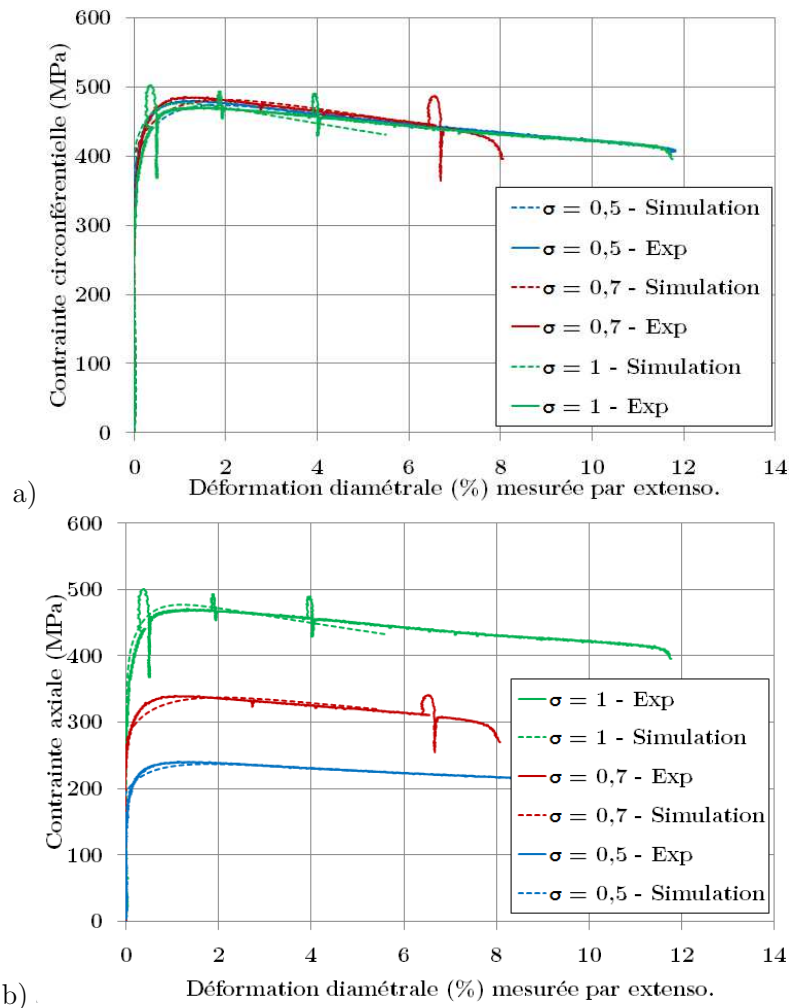 600
500
400
300
200
100
0
Contrainte circonférentielle (MPa)
σ = 0,5 - Simulation
σ = 0,5 - Exp
σ = 0,7 - Simulation
σ = 0,7 - Exp
σ = 1 - Simulation
σ = 1 - Exp
0 2 4 6 8 10 12 14
a) Déformation diamétrale (%) mesurée par extenso.
600
500
400
300
200
100
0
Contrainte axiale (MPa)
σ = 1 - Exp
σ = 1 - Simulation
σ = 0,7 - Exp
σ = 0,7 - Simulation
σ = 0,5 - Exp
σ = 0,5 - Simulation
0 2 4 6 8 10 12 14
b) Déformation diamétrale (%) mesurée par extenso.